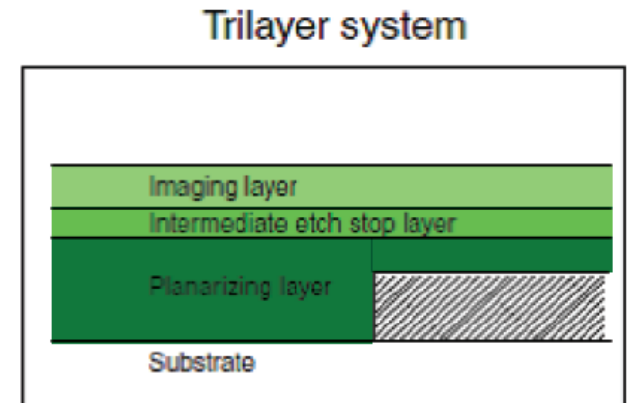 Trilayer system
Imaging layer
Intermediate etch stop layer
Planarizing layer
Substrate